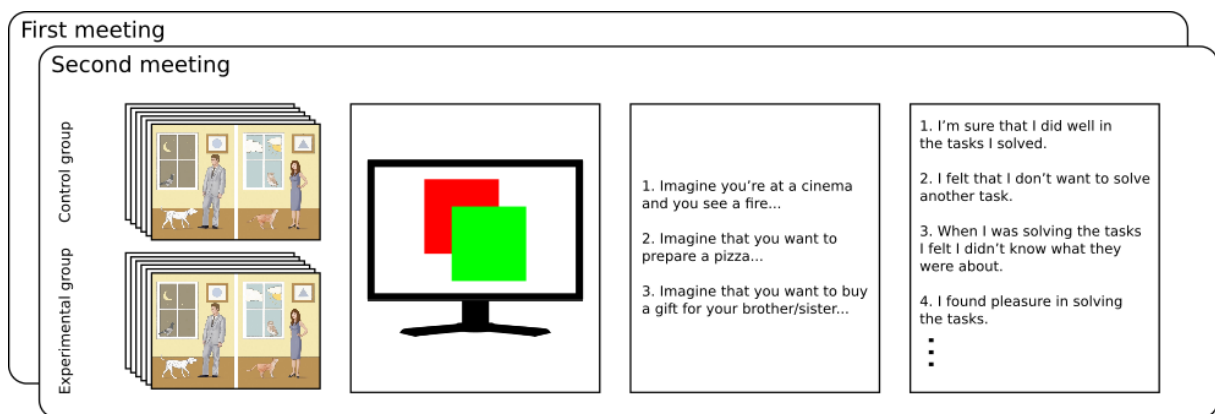 First meeting
Second meeting
Control group
Experimental group
1. Imagine you're at a cinema
and you see a fire...
2. Imagine that you want to
prepare a pizza...
3. Imagine that you want to buy
a gift for your brother/sister...
1. I'm sure that I did well in
the tasks I solved.
2. I felt that I don't want to solve
another task.
3. When I was solving the tasks
I felt I didn't know what they
were about.
4. I found pleasure in solving
the tasks.